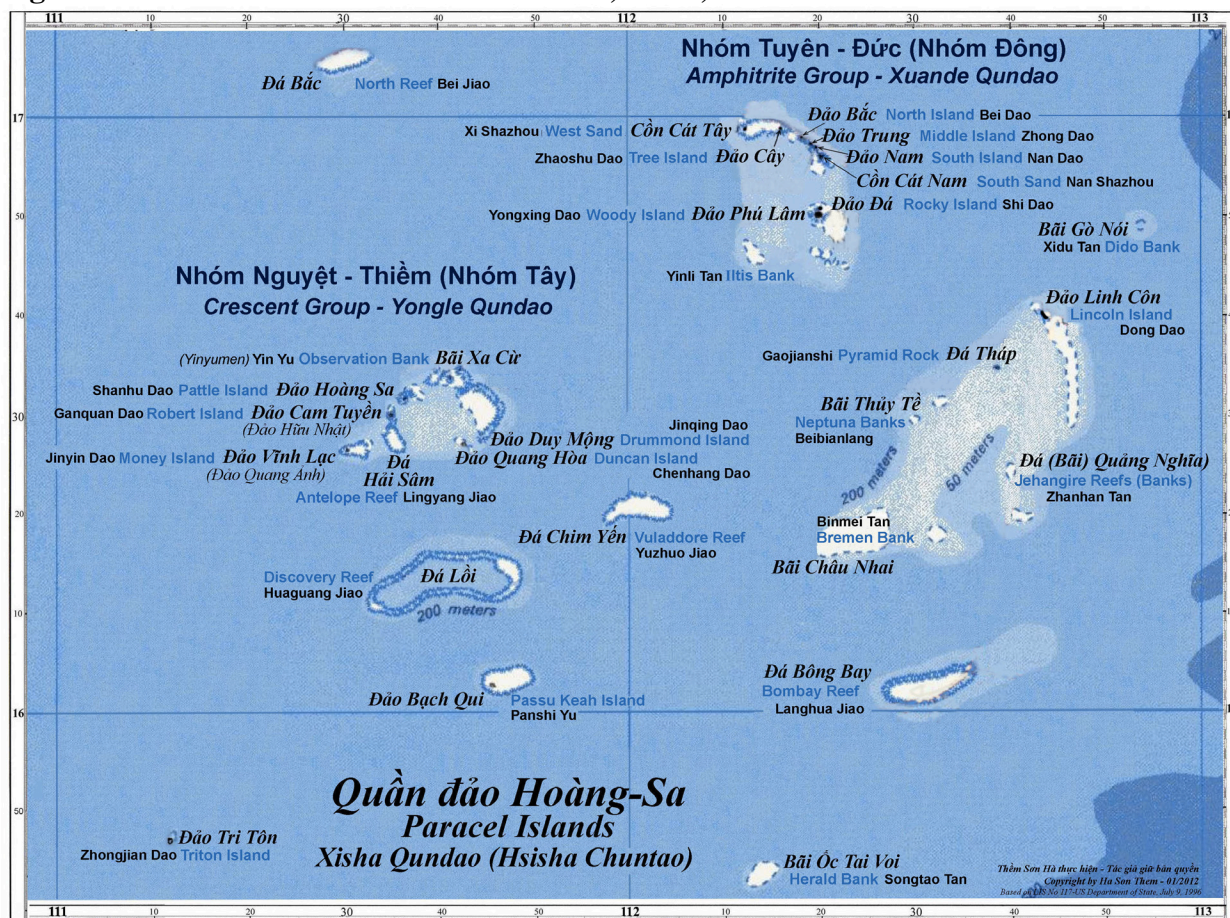 111 10 20 30 40 50 112 10 20 30 40 50 113
Nhóm Tuyên - Đức (Nhóm Đông)
Amphitrite Group - Xuande Qundao
Đá Bắc North Reef Bei Jiao
17
Đảo Bắc North Island Bei Dao
Xi Shazhou West Sand Cồn Cát Tây
Đảo Trung Middle Island Zhong Dao
Zhaoshu Dao Tree Island Đảo Cây
Đảo Nam South Island Nan Dao
Cồn Cát Nam South Sand Nan Shazhou
Đảo Đá Rocky Island Shi Dao
50
Yongxing Dao Woody Island Đảo Phú Lâm
Bãi Gò Nói
Xidu Tan Dido Bank
Yinli Tan Iltis Bank
Nhóm Nguyệt - Thiềm (Nhóm Tây)
Crescent Group - Yongle Qundao
Đảo Linh Côn
Lincoln Island
Dong Dao
40
(Yinyumen) Yin Yu Observation Bank Bãi Xa Cừ
Gaojianshi Pyramid Rock Đá Tháp
Shanhu Dao Pattle Island Đảo Hoàng Sa
Ganquan Dao Robert Island Đảo Cam Tuyền
(Đảo Hữu Nhật)
30
Bãi Thủy Tề
Neptuna Banks
Beibianlang
Jinqing Dao
Đảo Duy Mộng Drummond Island
Jinyin Dao Money Island Đảo Vĩnh Lạc
(Đảo Quang Ánh)
Đảo Quang Hòa Duncan Island
Chenhang Dao
Đá
Hải Sâm
Antelope Reef Lingyang Jiao
200 meters
50 meters
Đá (Bãi) Quảng Nghĩa)
Jehangire Reefs (Banks)
Zhanhan Tan
20
Đá Chim Yến Vuladdore Reef
Yuzhuo Jiao
Binmei Tan
Bremen Bank
Bãi Châu Nhai
Discovery Reef
Huaguang Jiao
Đá Lồi
200 meters
10
Đá Bông Bay
Bombay Reef
Langhua Jiao
Đảo Bạch Qui Passu Keah Island
Panshi Yu
16
Quần đảo Hoàng-Sa
Paracel Islands
Xisha Qundao (Hsisha Chuntao)
50
Đảo Tri Tôn
Zhongjian Dao Triton Island
Bãi Ốc Tai Voi
Herald Bank Songtao Tan
Thềm Sơn Hà thực hiện - Tác giả giữ bản quyền
Copyright by Ha Son Them - 01/2012
Based on LIS No 117-US Department of State, July 9, 1996
111 10 20 30 40 50 112 10 20 30 40 50 113